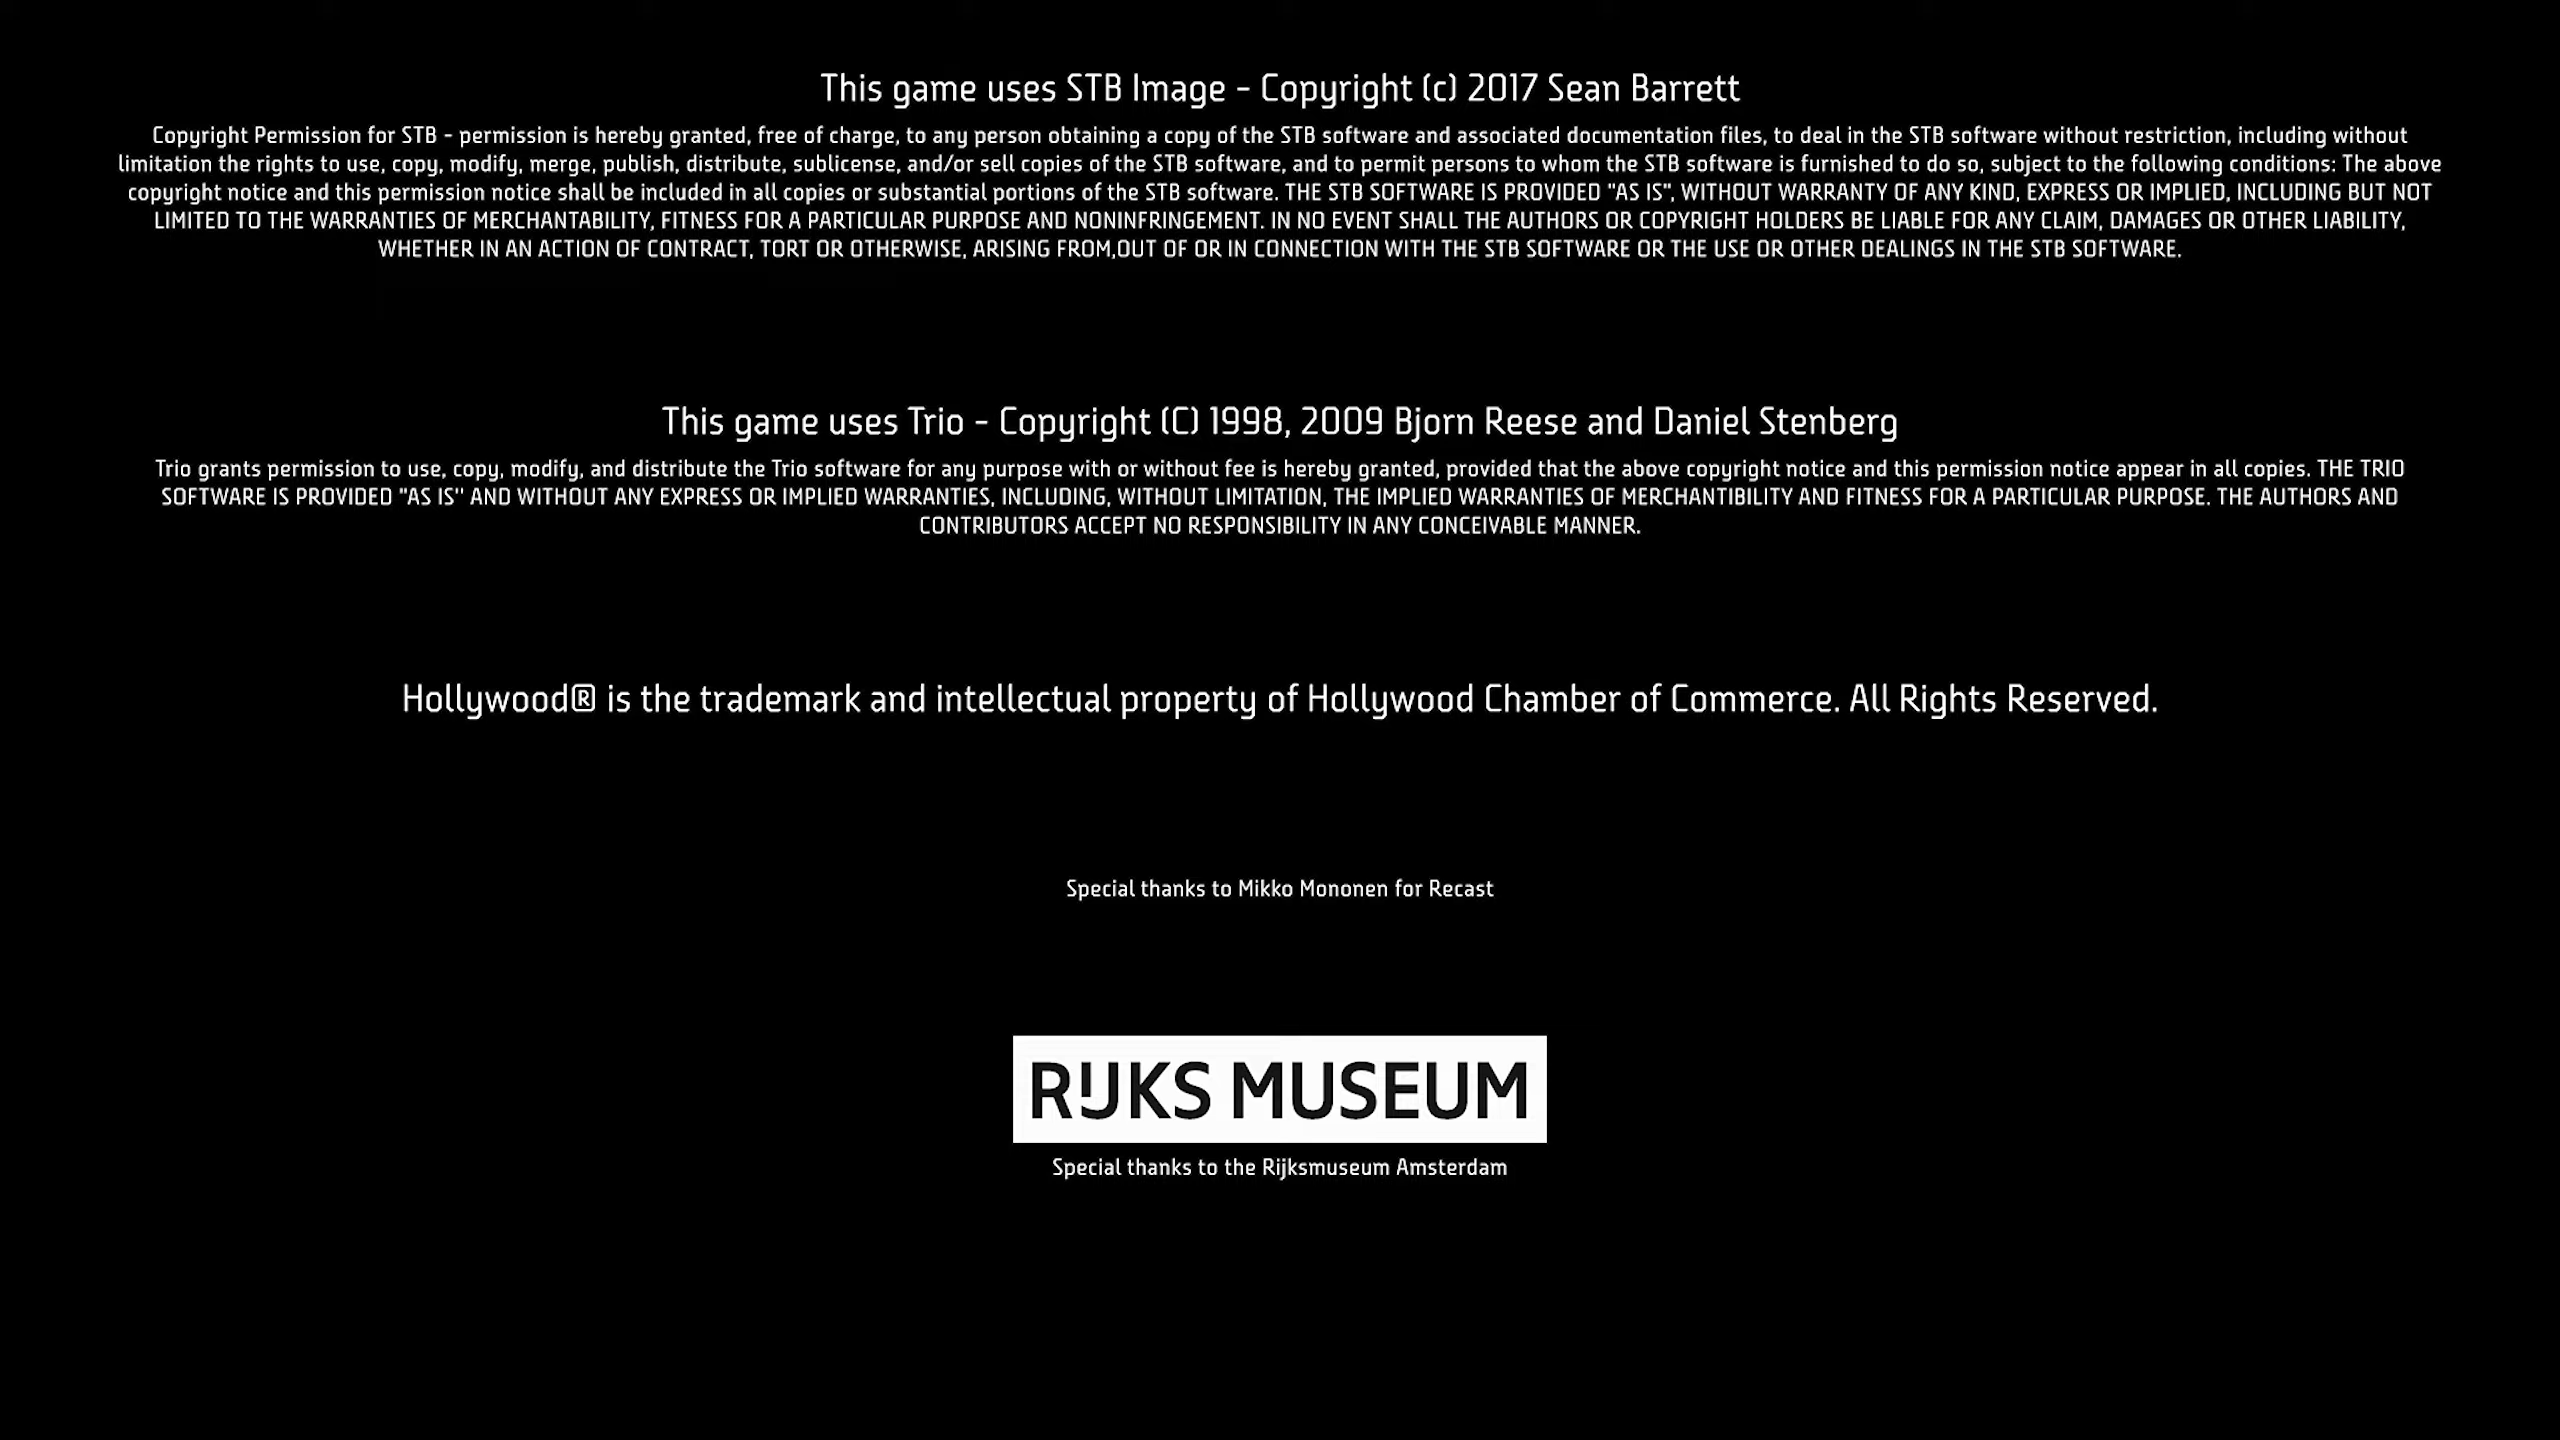 This game uses STB Image - Copyright (c) 2017 Sean Barrett
Copyright Permission for STB - permission is hereby granted, free of charge, to any person obtaining a copy of the STB software and associated documentation files, to deal in the STB software without restriction, including without
limitation the rights to use, copy, modify, merge, publish, distribute, sublicense, and/or sell copies of the STB software, and to permit persons to whom the STB software is furnished to do so, subject to the following conditions: The above
copyright notice and this permission notice shall be included in all copies or substantial portions of the STB software. THE STB SOFTWARE IS PROVIDED "AS IS", WITHOUT WARRANTY OF ANY KIND, EXPRESS OR IMPLIED, INCLUDING BUT NOT
LIMITED TO THE WARRANTIES OF MERCHANTABILITY, FITNESS FOR A PARTICULAR PURPOSE AND NONINFRINGEMENT. IN NO EVENT SHALL THE AUTHORS OR COPYRIGHT HOLDERS BE LIABLE FOR ANY CLAIM, DAMAGES OR OTHER LIABILITY,
WHETHER IN AN ACTION OF CONTRACT, TORT OR OTHERWISE, ARISING FROM,OUT OF OR IN CONNECTION WITH THE STB SOFTWARE OR THE USE OR OTHER DEALINGS IN THE STB SOFTWARE.
This game uses Trio - Copyright (C) 1998, 2009 Bjorn Reese and Daniel Stenberg
Trio grants permission to use, copy, modify, and distribute the Trio software for any purpose with or without fee is hereby granted, provided that the above copyright notice and this permission notice appear in all copies. THE TRIO
SOFTWARE IS PROVIDED "AS IS" AND WITHOUT ANY EXPRESS OR IMPLIED WARRANTIES, INCLUDING, WITHOUT LIMITATION, THE IMPLIED WARRANTIES OF MERCHANTIBILITY AND FITNESS FOR A PARTICULAR PURPOSE. THE AUTHORS AND
CONTRIBUTORS ACCEPT NO RESPONSIBILITY IN ANY CONCEIVABLE MANNER.
Hollywood® is the trademark and intellectual property of Hollywood Chamber of Commerce. All Rights Reserved.
Special thanks to Mikko Mononen for Recast
RIJKS MUSEUM
Special thanks to the Rijksmuseum Amsterdam